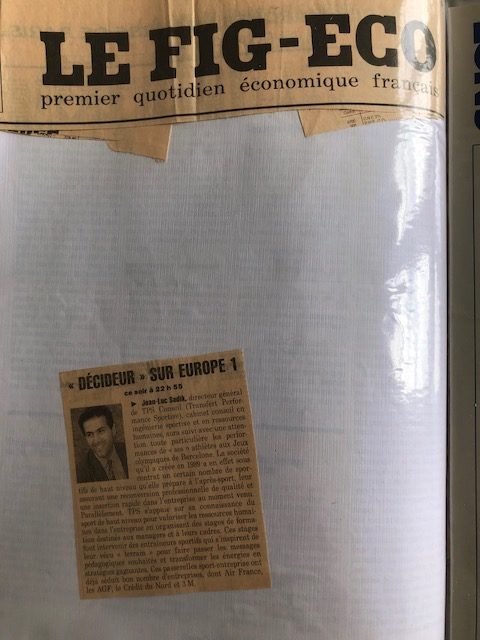 LE FIG-ECO
premier quotidien économique français
« DÉCIDEUR » SUR EUROPE 1
ce soir à 22 h 55
► Jean-Luc Sadik, directeur général
de TPS Conseil (Transfert Perfor-
mance Sportive), cabinet conseil en
ingénierie sportive et en ressources
humaines, aura suivi avec une atten-
tion toute particulière les perfor-
mances de « ses » athlètes aux Jeux
olympiques de Barcelone. La société
qu'il a créée en 1989 a en effet sous
contrat un certain nombre de spor-
tifs de haut niveau qu'elle prépare à l'après-sport, leur
assurant une reconversion professionnelle de qualité et
une insertion rapide dans l'entreprise au moment venu.
Parallèlement, TPS s'appuie sur sa connaissance du
sport de haut niveau pour valoriser les ressources humai-
nes dans l'entreprise en organisant des stages de forma-
tion destinés aux managers et à leurs cadres. Ces stages
font intervenir des entraîneurs sportifs qui s'inspirent de
leur vécu « terrain » pour faire passer les messages
pédagogiques souhaités et transformer les énergies en
stratégies gagnantes. Ces passerelles sport-entreprise ont
déjà séduit bon nombre d'entreprises, dont Air France,
les AGF, le Crédit du Nord et 3 M.